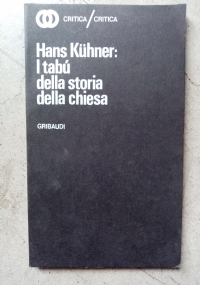 CRITICA/CRITICA
Hans Kühner:
I tabú
della storia
della chiesa
GRIBAUDI